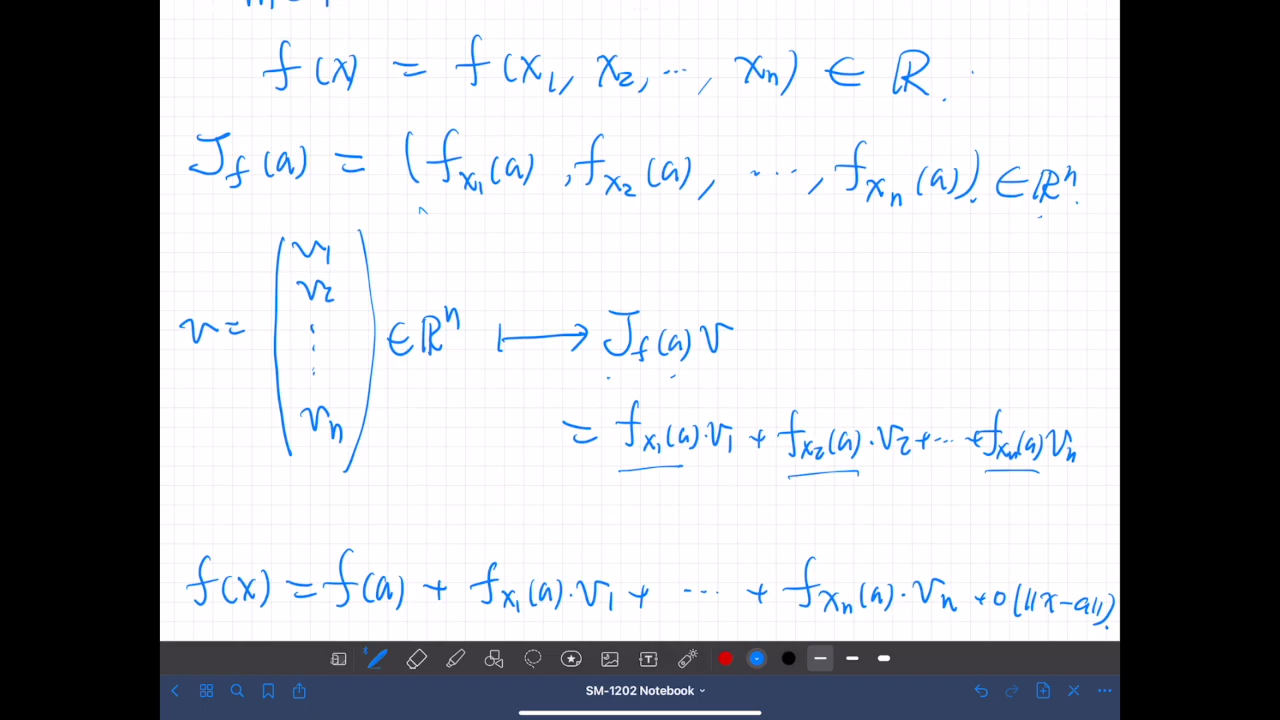 f(x) = f(x₁, x₂, ..., xₙ) ∈ ℝ.
J_f(a) = (f_{x₁}(a), f_{x₂}(a), ..., f_{xₙ}(a)). ∈ ℝⁿ.
v = (v₁ v₂ ⋮ vₙ) ∈ ℝⁿ ⟼ J_f(a) v
= f_{x₁}(a)·v₁ + f_{x₂}(a)·v₂ + ... + f_{xₙ}(a) vₙ
f(x) = f(a) + f_{x₁}(a)·v₁ + ... + f_{xₙ}(a)·vₙ + o(||x-a||).
SM-1202 Notebook